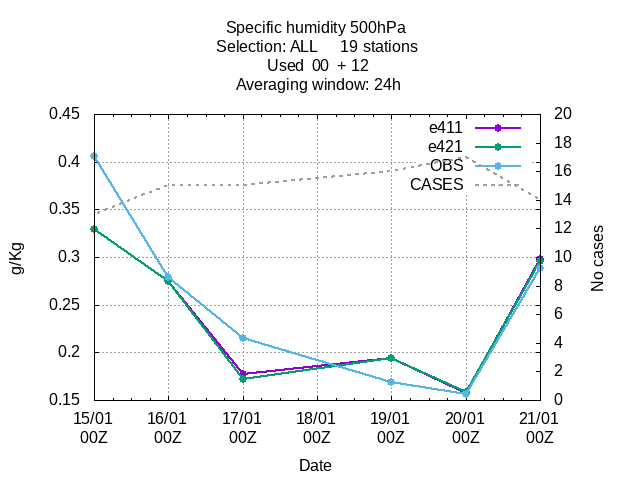 Specific humidity 500hPa
Selection: ALL     19 stations
Used  00  + 12
Averaging window: 24h
0.45
0.4
0.35
0.3
0.25
0.2
0.15
g/Kg
e411
e421
OBS
CASES
20
18
16
14
12
10
8
6
4
2
0
No cases
15/01 16/01 17/01 18/01 19/01 20/01 21/01
00Z 00Z 00Z 00Z 00Z 00Z 00Z
Date